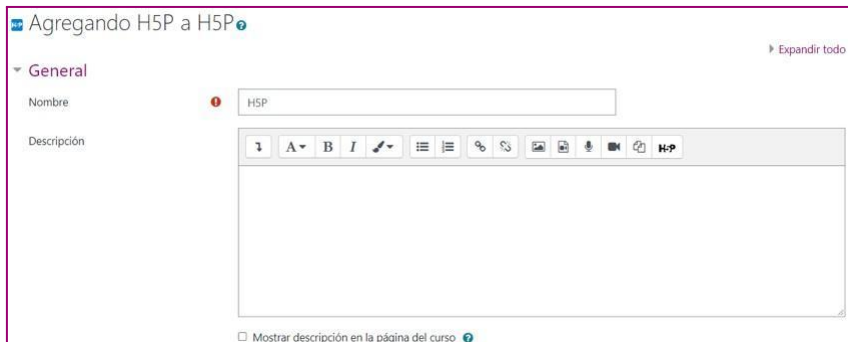 H-P Agregando H5P a H5P
Expandir todo
General
Nombre
H5P
Descripción
A B I H-P
Mostrar descripción en la página del curso